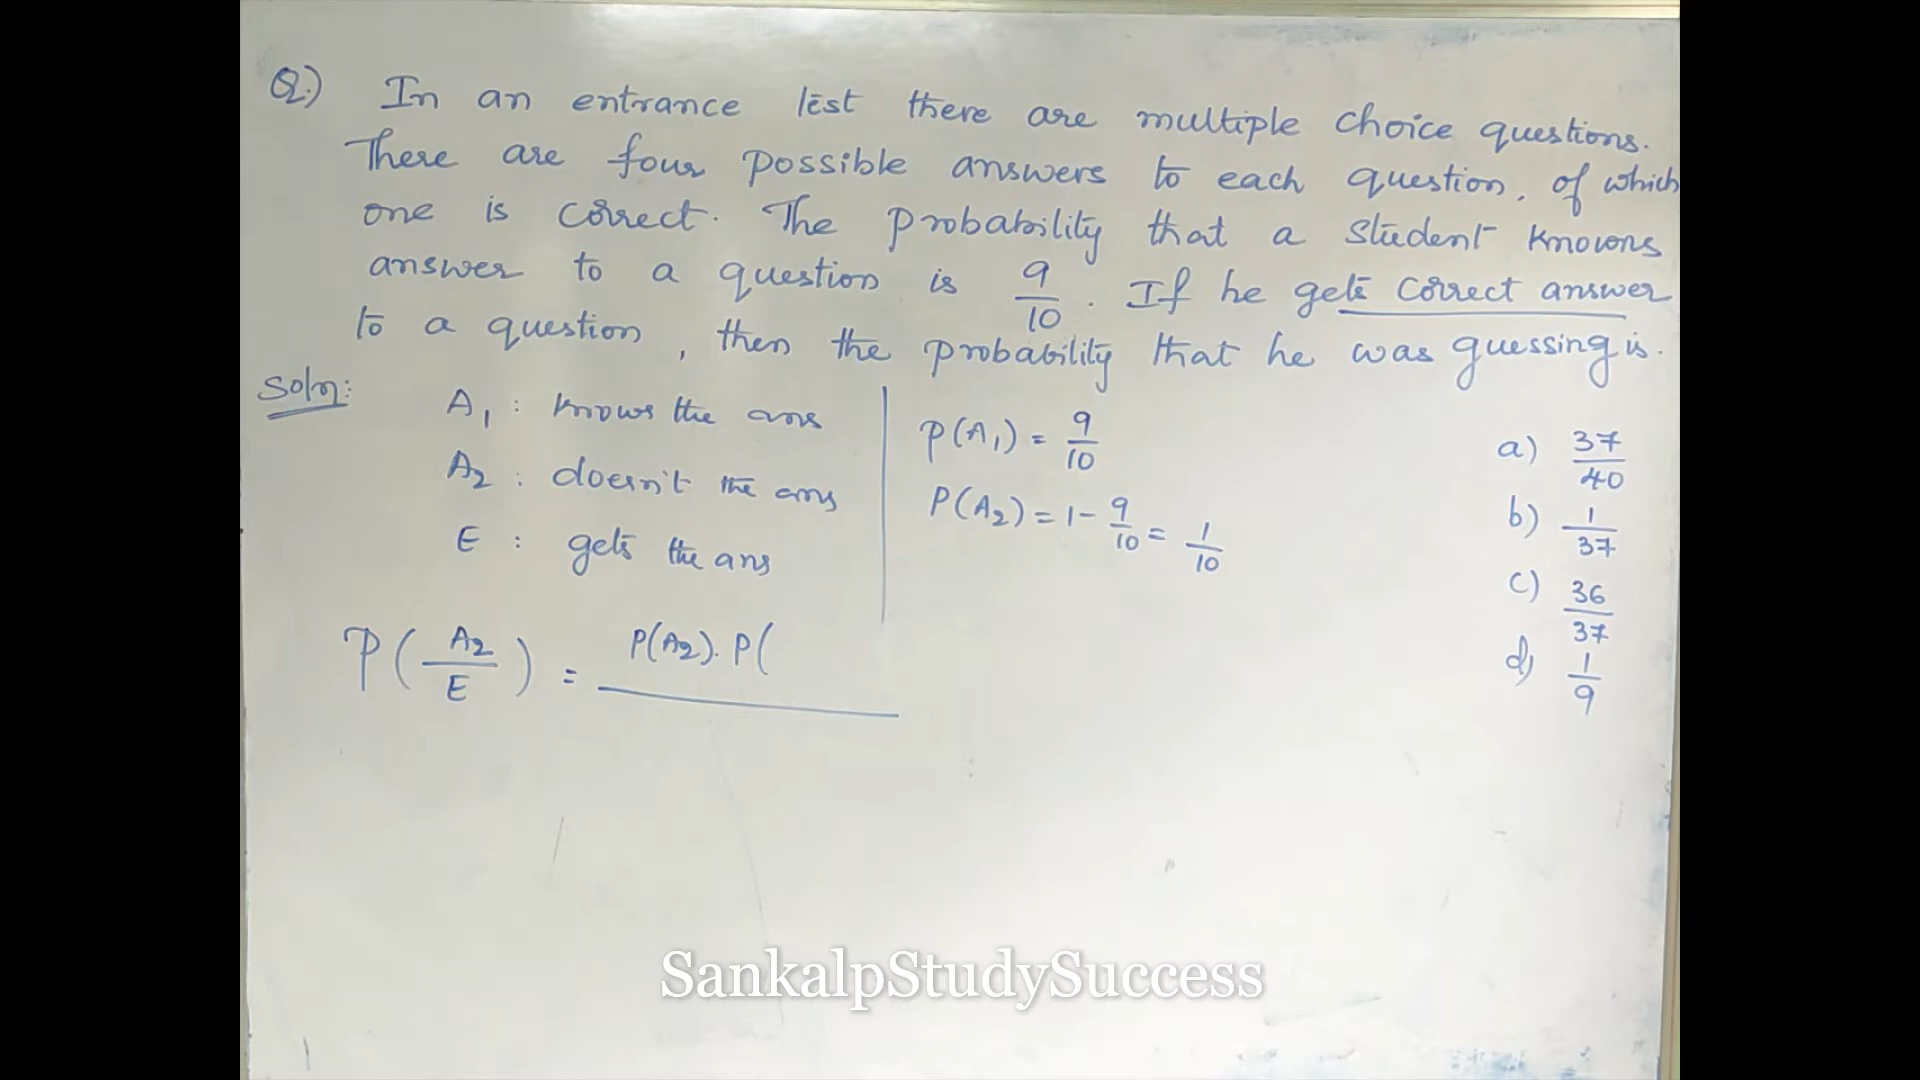 Q.) In an entrance test there are multiple choice questions.
There are four possible answers to each question, of which
one is correct. The probability that a student knowns
answer to a question is 9/10. If he gets correct answer
to a question, then the probability that he was guessing is.
Soln:
A1 : knows the ans
A2 : doesn't the ans
E : gets the ans
P(A1) = 9/10
P(A2) = 1 - 9/10 = 1/10
a) 37/40
b) 1/37
c) 36/37
d) 1/9
P(A2/E) = P(A2). P(
SankalpStudySuccess